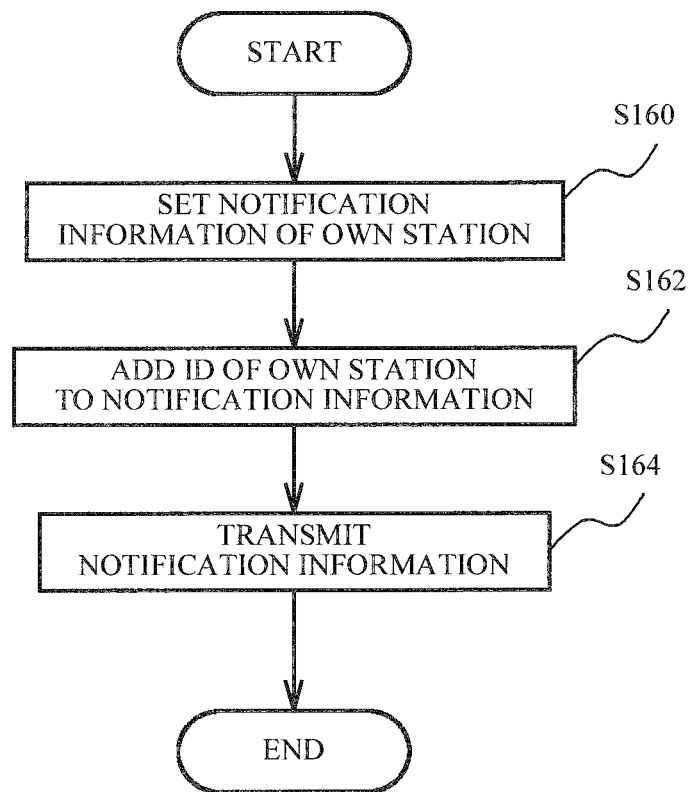 START
S160
SET NOTIFICATION
INFORMATION OF OWN STATION
S162
ADD ID OF OWN STATION
TO NOTIFICATION INFORMATION
S164
TRANSMIT
NOTIFICATION INFORMATION
END